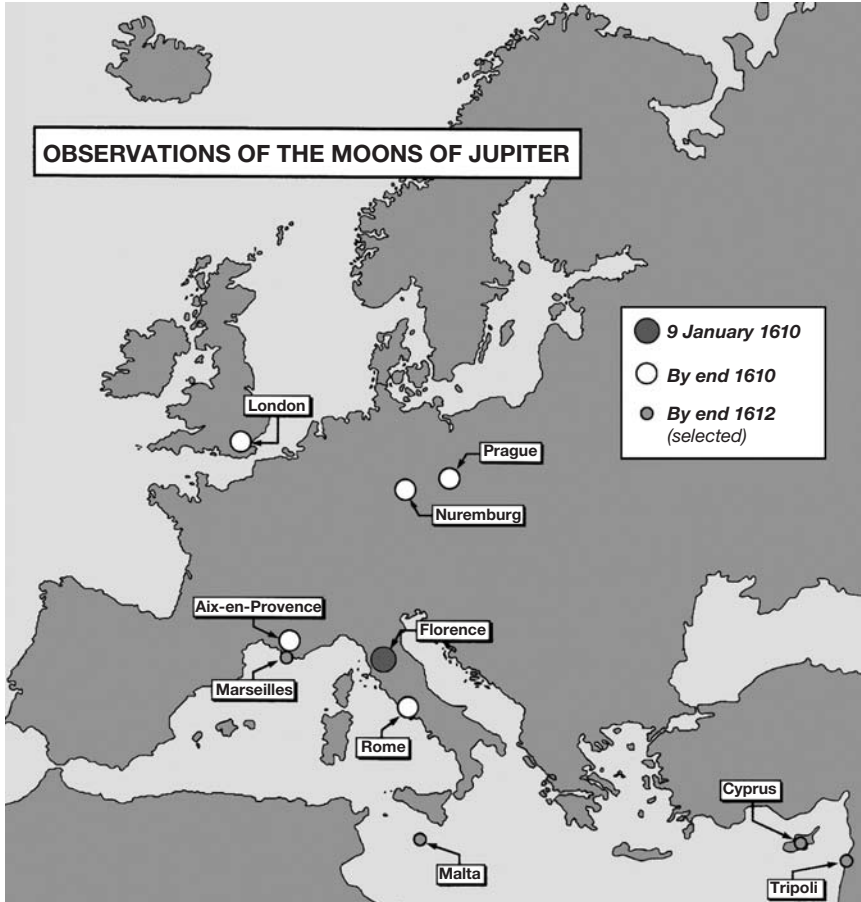 OBSERVATIONS OF THE MOONS OF JUPITER
9 January 1610
By end 1610
By end 1612
(selected)
London
Prague
Nuremburg
Aix-en-Provence
Florence
Marseilles
Rome
Cyprus
Malta
Tripoli